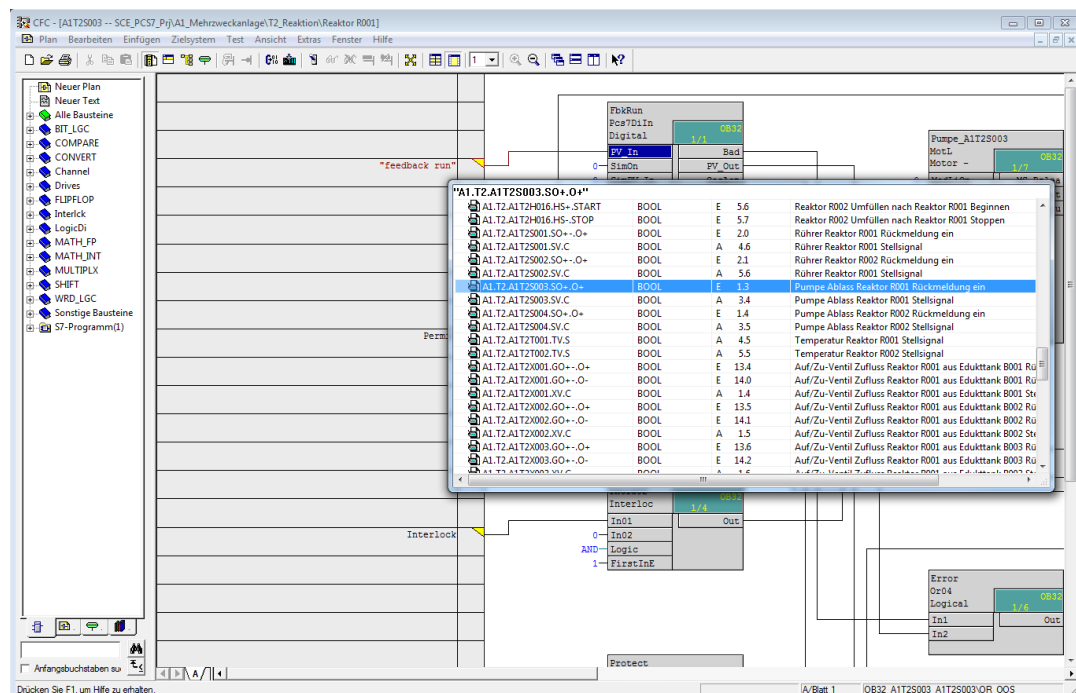 CFC - [A1T2S003 -- SCE_PCS7_Prj\A1_Mehrzweckanlage\T2_Reaktion\Reaktor R001]
Plan Bearbeiten Einfügen Zielsystem Test Ansicht Extras Fenster Hilfe
1
Neuer Plan
Neuer Text
Alle Bausteine
BIT_LGC
COMPARE
CONVERT
Channel
Drives
FLIPFLOP
Interlck
LogicDi
MATH_FP
MATH_INT
MULTIPLX
SHIFT
WRD_LGC
Sonstige Bausteine
S7-Programm(1)
Anfangsbuchstaben su
"feedback run"
Permi
Interlock
FbkRun
Pcs7DiIn
Digital
OB32
1/1
PV_In Bad
0 SimOn PV_Out
Pumpe_A1T2S003
MotL
Motor -
OB32
1/7
"A1.T2.A1T2S003.SO+.O+"
A1.T2.A1T2H016.HS+.START BOOL E 5.6 Reaktor R002 Umfüllen nach Reaktor R001 Beginnen
A1.T2.A1T2H016.HS-.STOP BOOL E 5.7 Reaktor R002 Umfüllen nach Reaktor R001 Stoppen
A1.T2.A1T2S001.SO+-.O+ BOOL E 2.0 Rührer Reaktor R001 Rückmeldung ein
A1.T2.A1T2S001.SV.C BOOL A 4.6 Rührer Reaktor R001 Stellsignal
A1.T2.A1T2S002.SO+-.O+ BOOL E 2.1 Rührer Reaktor R002 Rückmeldung ein
A1.T2.A1T2S002.SV.C BOOL A 5.6 Rührer Reaktor R001 Stellsignal
A1.T2.A1T2S003.SO+-.O+ BOOL E 1.3 Pumpe Ablass Reaktor R001 Rückmeldung ein
A1.T2.A1T2S003.SV.C BOOL A 3.4 Pumpe Ablass Reaktor R001 Stellsignal
A1.T2.A1T2S004.SO+.O+ BOOL E 1.4 Pumpe Ablass Reaktor R002 Rückmeldung ein
A1.T2.A1T2S004.SV.C BOOL A 3.5 Pumpe Ablass Reaktor R002 Stellsignal
A1.T2.A1T2T001.TV.S BOOL A 4.5 Temperatur Reaktor R001 Stellsignal
A1.T2.A1T2T002.TV.S BOOL A 5.5 Temperatur Reaktor R002 Stellsignal
A1.T2.A1T2X001.GO+-.O+ BOOL E 13.4 Auf/Zu-Ventil Zufluss Reaktor R001 aus Edukttank B001 Rü
A1.T2.A1T2X001.GO+-.O- BOOL E 14.0 Auf/Zu-Ventil Zufluss Reaktor R001 aus Edukttank B001 Rü
A1.T2.A1T2X001.XV.C BOOL A 1.4 Auf/Zu-Ventil Zufluss Reaktor R001 aus Edukttank B001 Ste
A1.T2.A1T2X002.GO+-.O+ BOOL E 13.5 Auf/Zu-Ventil Zufluss Reaktor R001 aus Edukttank B002 Rü
A1.T2.A1T2X002.GO+-.O- BOOL E 14.1 Auf/Zu-Ventil Zufluss Reaktor R001 aus Edukttank B002 Rü
A1.T2.A1T2X002.XV.C BOOL A 1.5 Auf/Zu-Ventil Zufluss Reaktor R001 aus Edukttank B002 Ste
A1.T2.A1T2X003.GO+-.O+ BOOL E 13.6 Auf/Zu-Ventil Zufluss Reaktor R001 aus Edukttank B003 Rü
A1.T2.A1T2X003.GO+-.O- BOOL E 14.2 Auf/Zu-Ventil Zufluss Reaktor R001 aus Edukttank B003 Rü
Interloc
OB32
1/4
In01 Out
0 In02
AND Logic
1 FirstInE
Error
Or04
Logical
OB32
1/6
In1 Out
In2
Protect
A
Drücken Sie F1, um Hilfe zu erhalten.
A/Blatt 1
OB32 A1T2S003 A1T2S003\OR_OOS